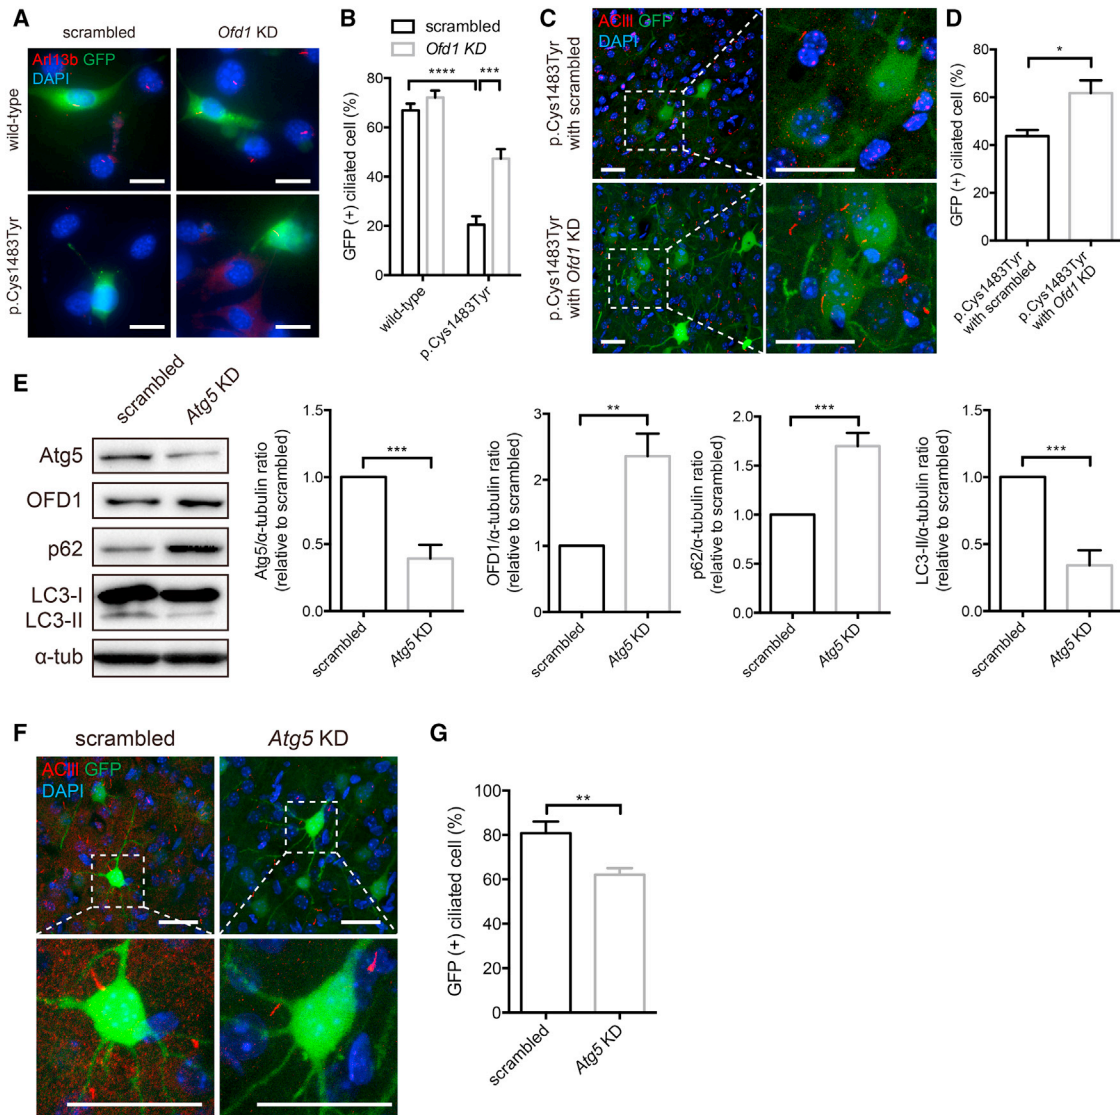 A
scrambled
Ofd1 KD
Arl13b GFP
DAPI
wild-type
p.Cys1483Tyr
B
scrambled
Ofd1 KD
****
***
GFP (+) ciliated cell (%)
80
60
40
20
0
wild-type
p.Cys1483Tyr
C
ACIII GFP
DAPI
p.Cys1483Tyr
with scrambled
p.Cys1483Tyr
with Ofd1 KD
D
*
GFP (+) ciliated cell (%)
80
60
40
20
0
p.Cys1483Tyr
with scrambled
p.Cys1483Tyr
with Ofd1 KD
E
scrambled
Atg5 KD
Atg5
OFD1
p62
LC3-I
LC3-II
α-tub
Atg5/α-tubulin ratio
(relative to scrambled)
1.5
1.0
0.5
0.0
***
scrambled
Atg5 KD
OFD1/α-tubulin ratio
(relative to scrambled)
3
2
1
0
**
scrambled
Atg5 KD
p62/α-tubulin ratio
(relative to scrambled)
2.0
1.5
1.0
0.5
0.0
***
scrambled
Atg5 KD
LC3-II/α-tubulin ratio
(relative to scrambled)
1.5
1.0
0.5
0.0
***
scrambled
Atg5 KD
F
scrambled
Atg5 KD
ACIII GFP
DAPI
G
**
GFP (+) ciliated cell (%)
100
80
60
40
20
0
scrambled
Atg5 KD